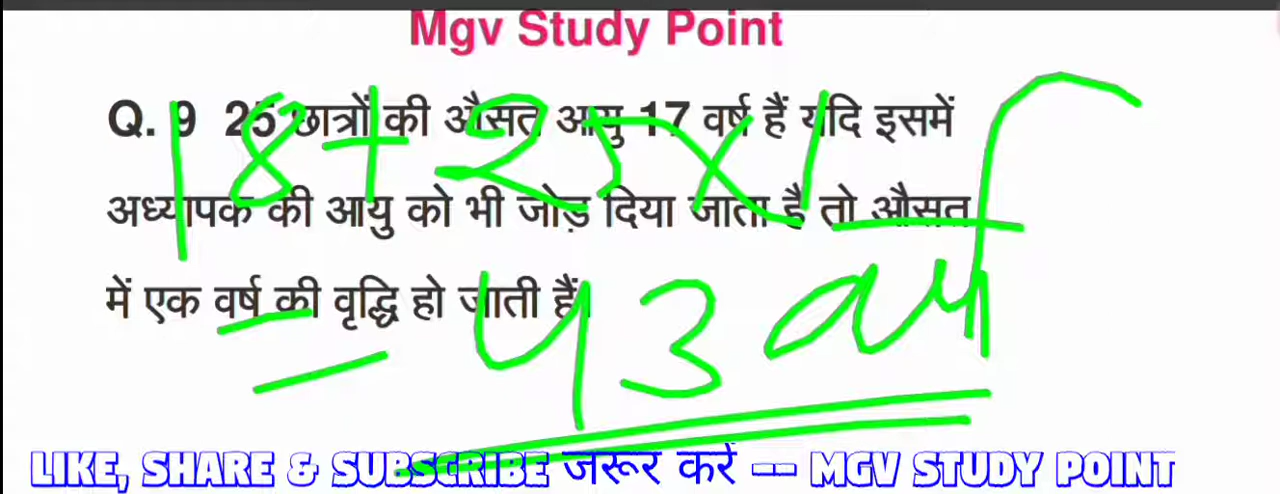 Mgv Study Point
Q. 9 25 छात्रों की औसत आयु 17 वर्ष हैं यदि इसमें
18+25×1
अध्यापक की आयु को भी जोड़ दिया जाता है तो औसत
में एक वर्ष की वृद्धि हो जाती हैं।
= 43 वर्ष
LIKE, SHARE & SUBSCRIBE जरूर करें -- MGV STUDY POINT